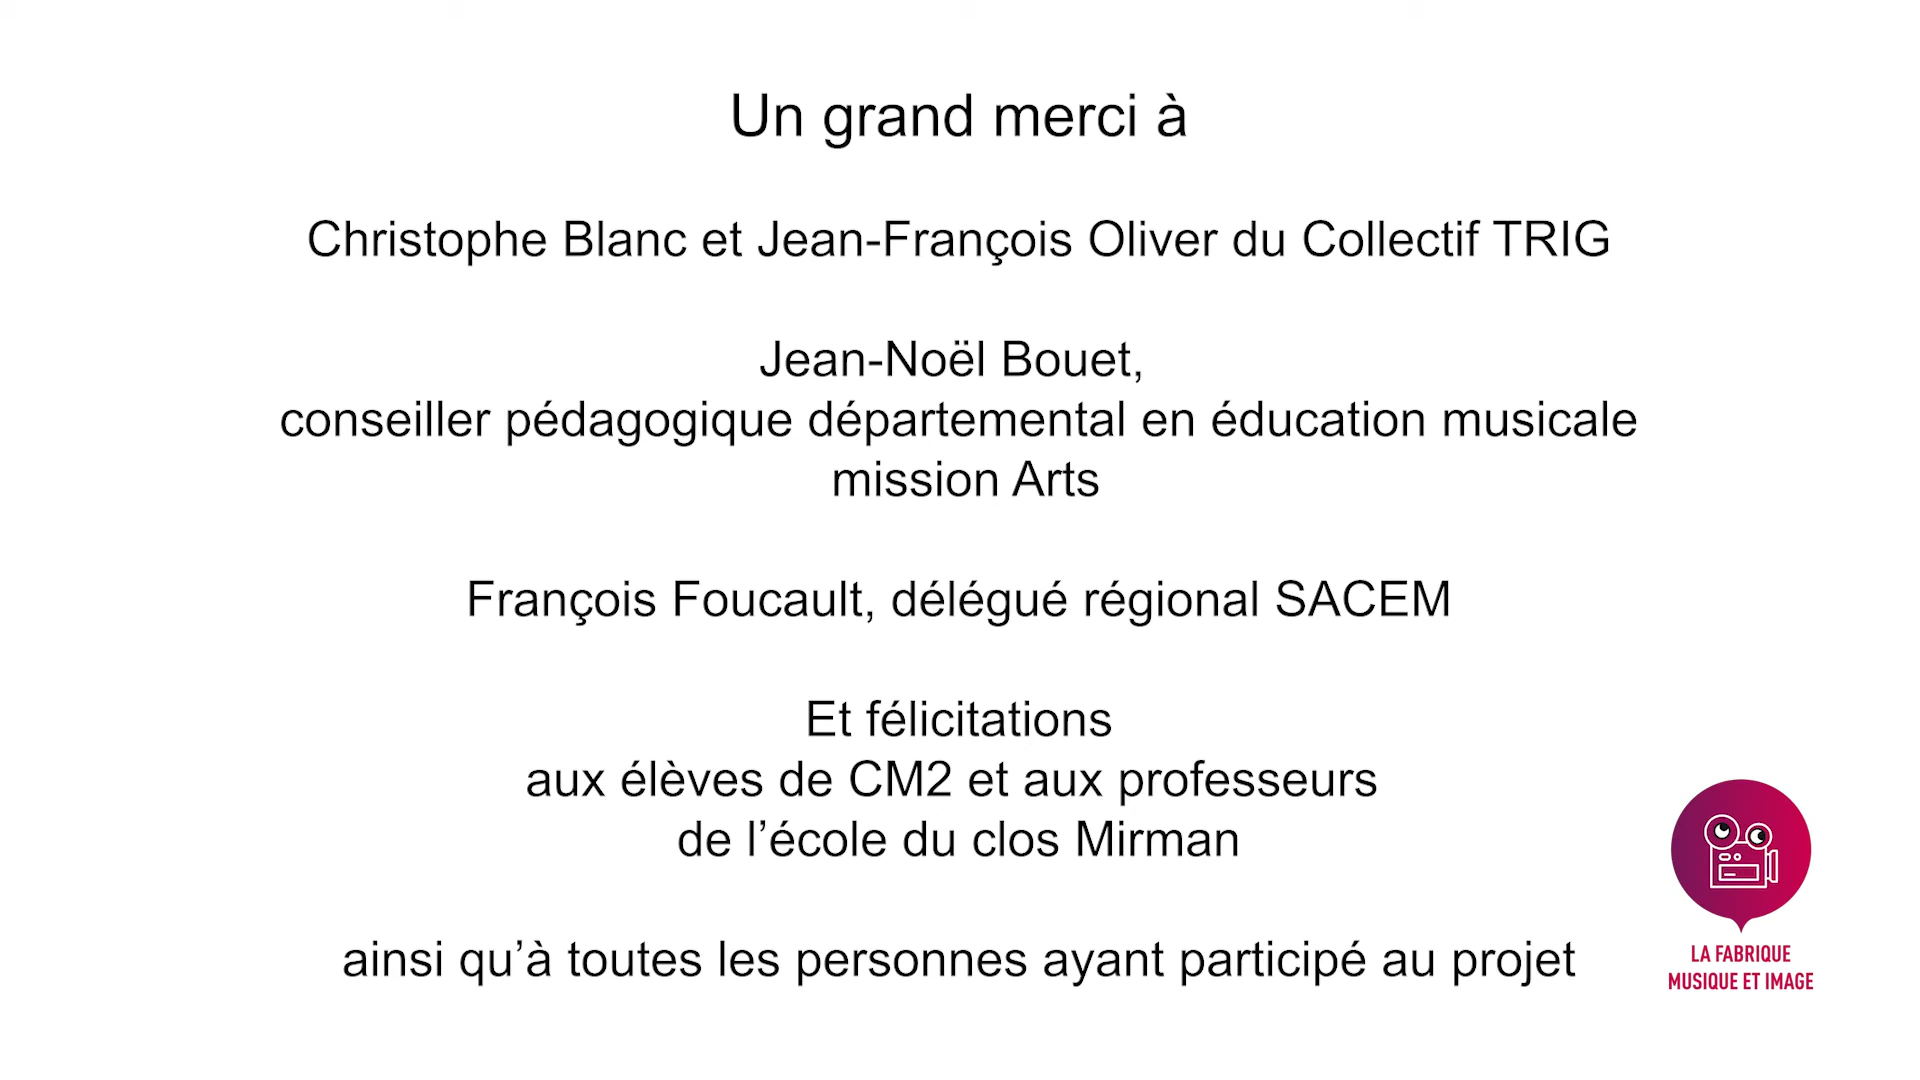 Un grand merci à
Christophe Blanc et Jean-François Oliver du Collectif TRIG
Jean-Noël Bouet,
conseiller pédagogique départemental en éducation musicale
mission Arts
François Foucault, délégué régional SACEM
Et félicitations
aux élèves de CM2 et aux professeurs
de l’école du clos Mirman
ainsi qu’à toutes les personnes ayant participé au projet
LA FABRIQUE
MUSIQUE ET IMAGE